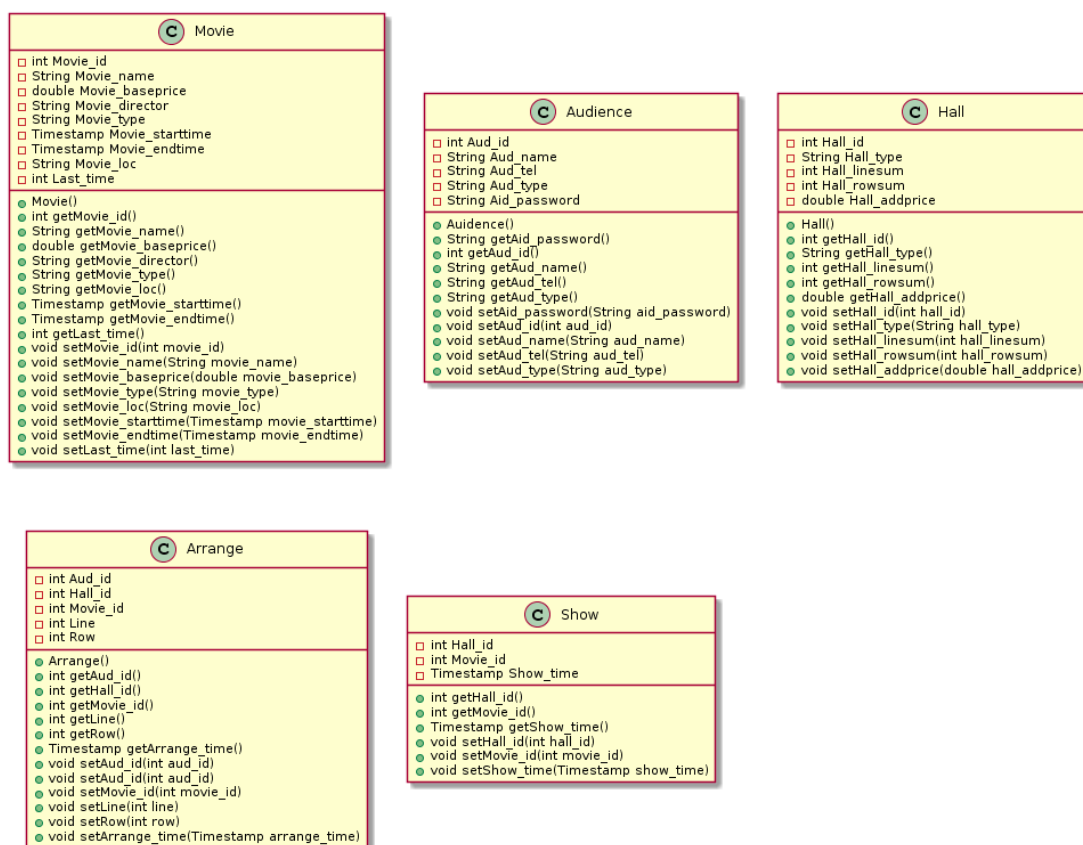 C Movie
int Movie_id
String Movie_name
double Movie_baseprice
String Movie_director
String Movie_type
Timestamp Movie_starttime
Timestamp Movie_endtime
String Movie_loc
int Last_time
Movie()
int getMovie_id()
String getMovie_name()
double getMovie_baseprice()
String getMovie_director()
String getMovie_type()
String getMovie_loc()
Timestamp getMovie_starttime()
Timestamp getMovie_endtime()
int getLast_time()
void setMovie_id(int movie_id)
void setMovie_name(String movie_name)
void setMovie_baseprice(double movie_baseprice)
void setMovie_type(String movie_type)
void setMovie_loc(String movie_loc)
void setMovie_starttime(Timestamp movie_starttime)
void setMovie_endtime(Timestamp movie_endtime)
void setLast_time(int last_time)
C Audience
int Aud_id
String Aud_name
String Aud_tel
String Aud_type
String Aid_password
Auidence()
String getAid_password()
int getAud_id()
String getAud_name()
String getAud_tel()
String getAud_type()
void setAid_password(String aid_password)
void setAud_id(int aud_id)
void setAud_name(String aud_name)
void setAud_tel(String aud_tel)
void setAud_type(String aud_type)
C Hall
int Hall_id
String Hall_type
int Hall_linesum
int Hall_rowsum
double Hall_addprice
Hall()
int getHall_id()
String getHall_type()
int getHall_linesum()
int getHall_rowsum()
double getHall_addprice()
void setHall_id(int hall_id)
void setHall_type(String hall_type)
void setHall_linesum(int hall_linesum)
void setHall_rowsum(int hall_rowsum)
void setHall_addprice(double hall_addprice)
C Arrange
int Aud_id
int Hall_id
int Movie_id
int Line
int Row
Arrange()
int getAud_id()
int getHall_id()
int getMovie_id()
int getLine()
int getRow()
Timestamp getArrange_time()
void setAud_id(int aud_id)
void setAud_id(int aud_id)
void setMovie_id(int movie_id)
void setLine(int line)
void setRow(int row)
void setArrange_time(Timestamp arrange_time)
C Show
int Hall_id
int Movie_id
Timestamp Show_time
int getHall_id()
int getMovie_id()
Timestamp getShow_time()
void setHall_id(int hall_id)
void setMovie_id(int movie_id)
void setShow_time(Timestamp show_time)